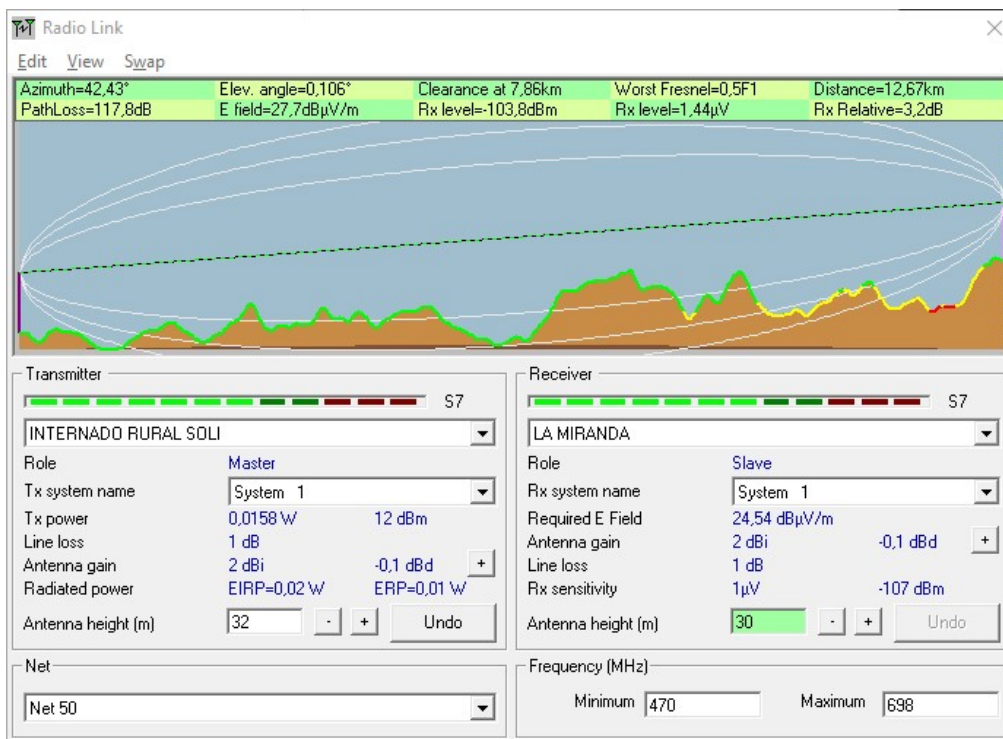 Radio Link
Edit View Swap
Azimuth=42,43° Elev. angle=0,106° Clearance at 7,86km Worst Fresnel=0,5F1 Distance=12,67km
PathLoss=117,8dB E field=27,7dBµV/m Rx level=-103,8dBm Rx level=1,44µV Rx Relative=3,2dB
Transmitter
S7
INTERNADO RURAL SOLI
Role Master
Tx system name System 1
Tx power 0,0158 W 12 dBm
Line loss 1 dB
Antenna gain 2 dBi -0,1 dBd +
Radiated power EIRP=0,02 W ERP=0,01 W
Antenna height (m) 32 - + Undo
Net
Net 50
Receiver
S7
LA MIRANDA
Role Slave
Rx system name System 1
Required E Field 24,54 dBµV/m
Antenna gain 2 dBi -0,1 dBd +
Line loss 1 dB
Rx sensitivity 1µV -107 dBm
Antenna height (m) 30 - + Undo
Frequency (MHz)
Minimum 470 Maximum 698